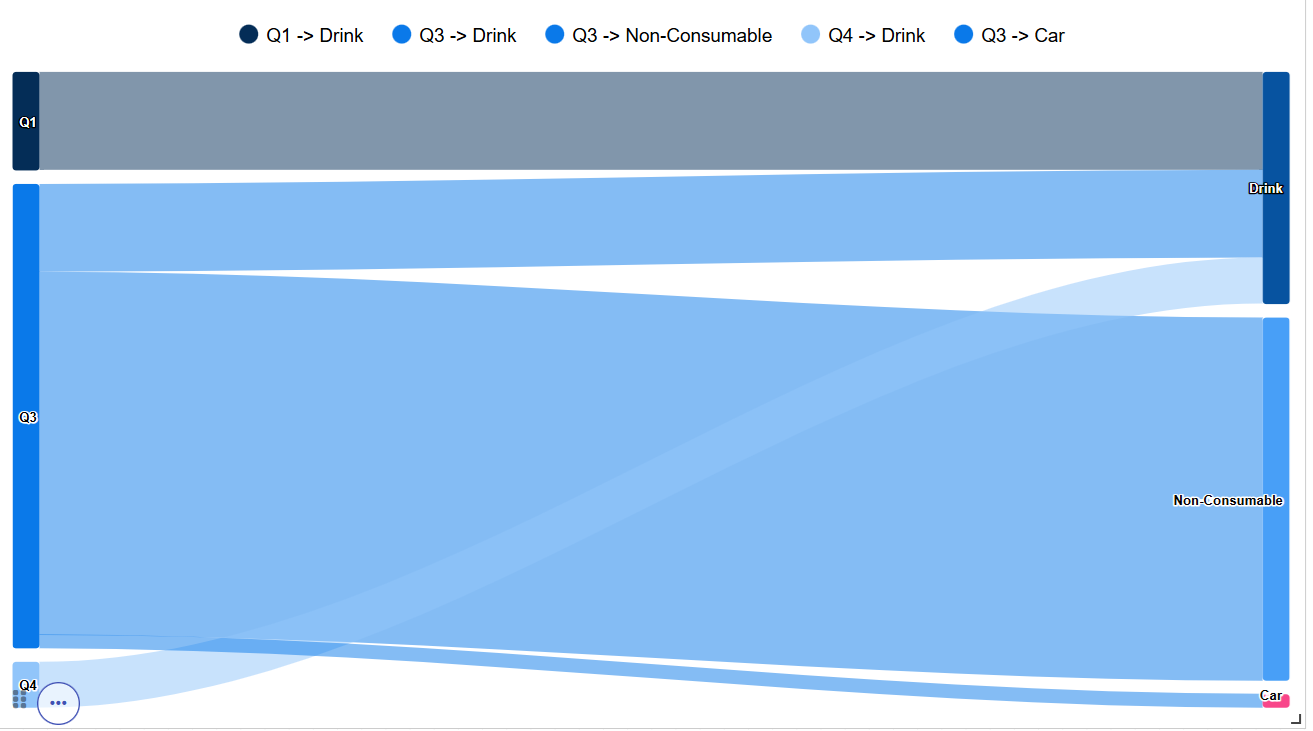 Q1 -> Drink Q3 -> Drink Q3 -> Non-Consumable Q4 -> Drink Q3 -> Car
Q1
Drink
Q3
Non-Consumable
Q4
Car